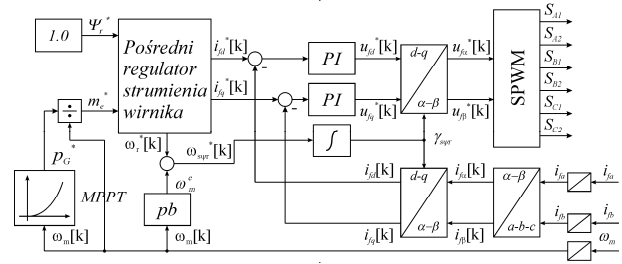 1.0
Ψr*
Pośredni
regulator
strumienia
wirnika
ifd*[k]
ifq*[k]
-
-
PI
PI
ufd*[k]
ufq*[k]
d-q
α-β
ufα*[k]
ufβ*[k]
SPWM
SA1
SA2
SB1
SB2
SC1
SC2
÷
me*
pG*
MPPT
ωm[k]
ωr*[k]
ωsψr*[k]
ωme
pb
ωm[k]
∫
γsψr
ifd[k]
ifq[k]
d-q
α-β
ifα[k]
ifβ[k]
α-β
a-b-c
ifa
ifa
ifb
ifb
ωm